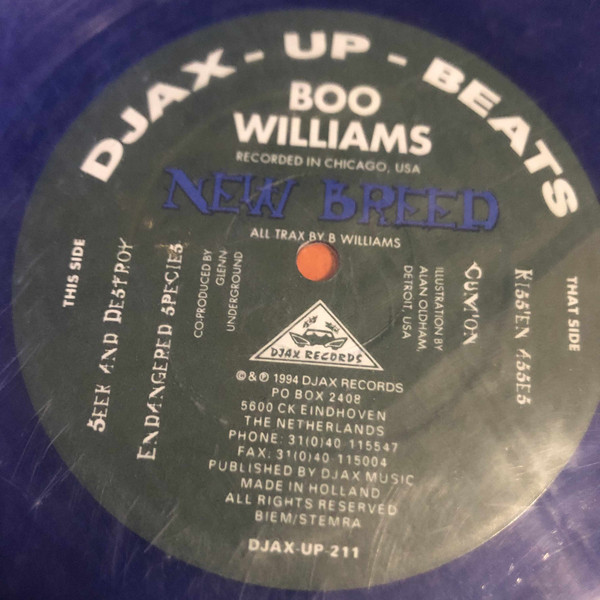 DJAX-UP-BEATS
BOO
WILLIAMS
RECORDED IN CHICAGO, USA
NEW BREED
ALL TRAX BY B WILLIAMS
THIS SIDE
SEEK AND DESTROY
ENDANGERED SPECIES
CO-PRODUCED BY
GLENN
UNDERGROUND
ILLUSTRATION BY
ALAN OLDHAM,
DETROIT, USA
CUM'ON
KISS'EN ASSES
THAT SIDE
DJAX RECORDS
©&℗ 1994 DJAX RECORDS
PO BOX 2408
5600 CK EINDHOVEN
THE NETHERLANDS
PHONE: 31(0)40 115547
FAX: 31(0)40 115004
PUBLISHED BY DJAX MUSIC
MADE IN HOLLAND
ALL RIGHTS RESERVED
BIEM/STEMRA
DJAX-UP-211